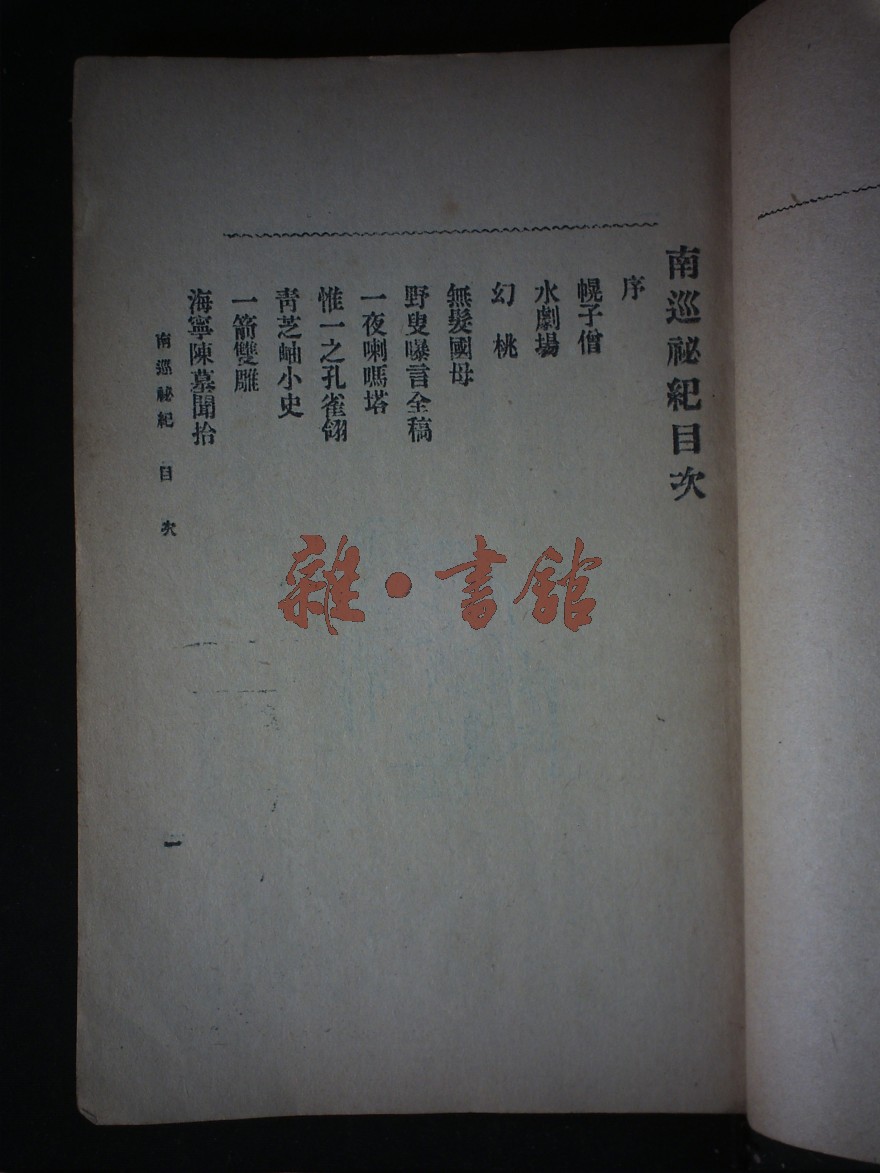 南巡祕紀目次
序
幌子僧
水劇場
幻桃
無髮國母
野叟曝言全稿
一夜喇嘛塔
惟一之孔雀翎
青芝岫小史
一箭雙雕
海寧陳墓聞拾
南巡祕紀 目次
一
雜·書館